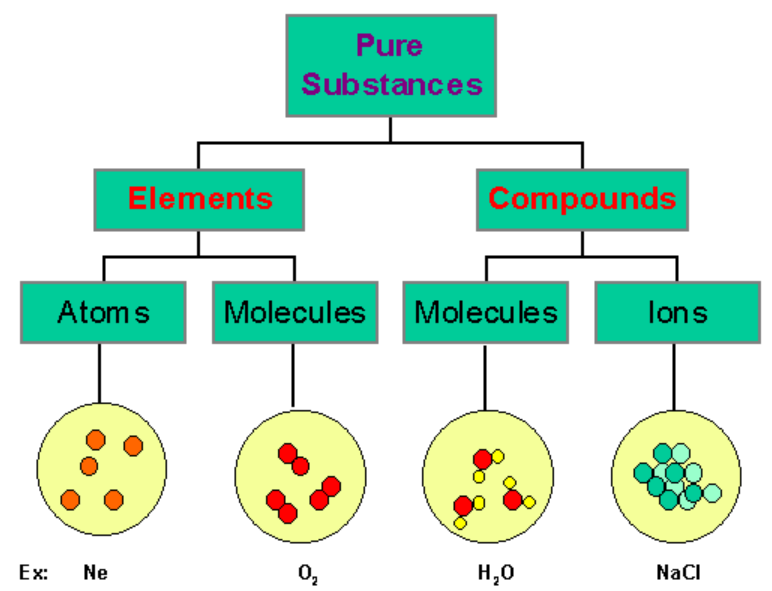 Pure
Substances
Elements
Compounds
Atoms
Molecules
Molecules
Ions
Ex: Ne O₂ H₂O NaCl